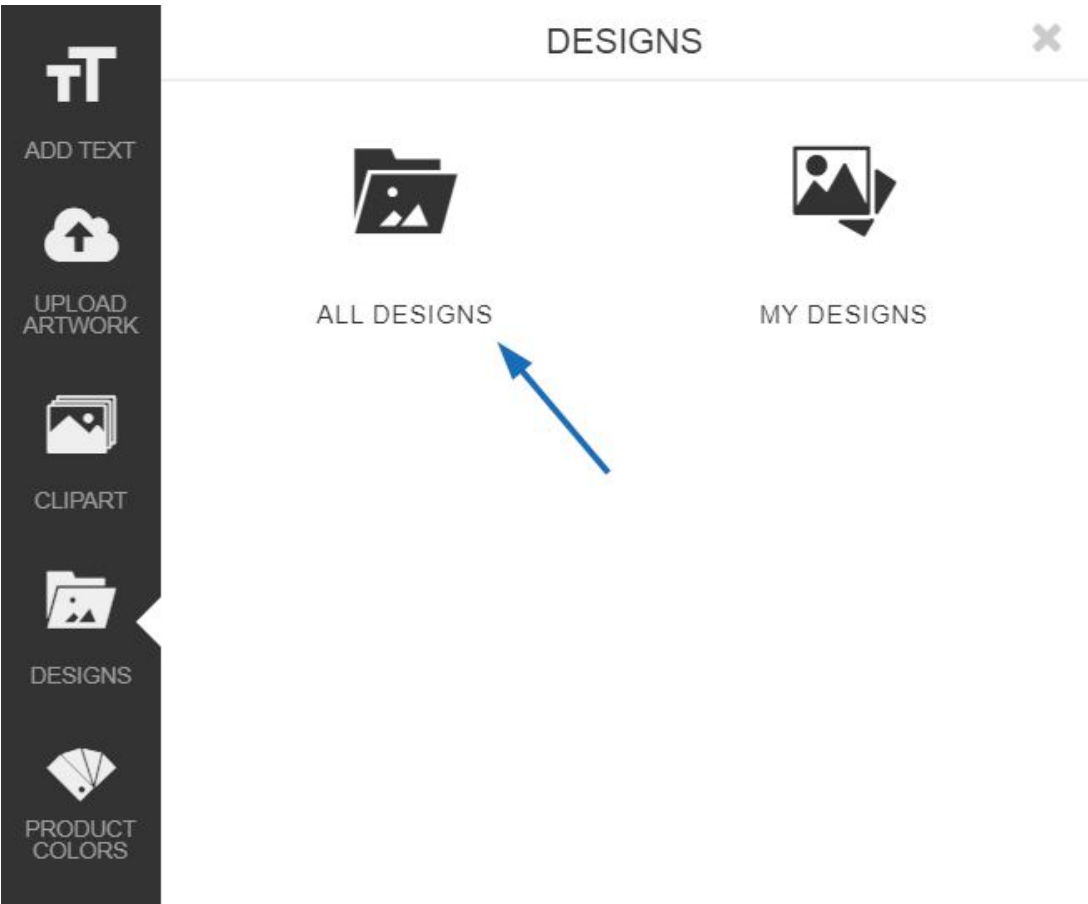 ADD TEXT
UPLOAD
ARTWORK
CLIPART
DESIGNS
PRODUCT
COLORS
DESIGNS
ALL DESIGNS
MY DESIGNS